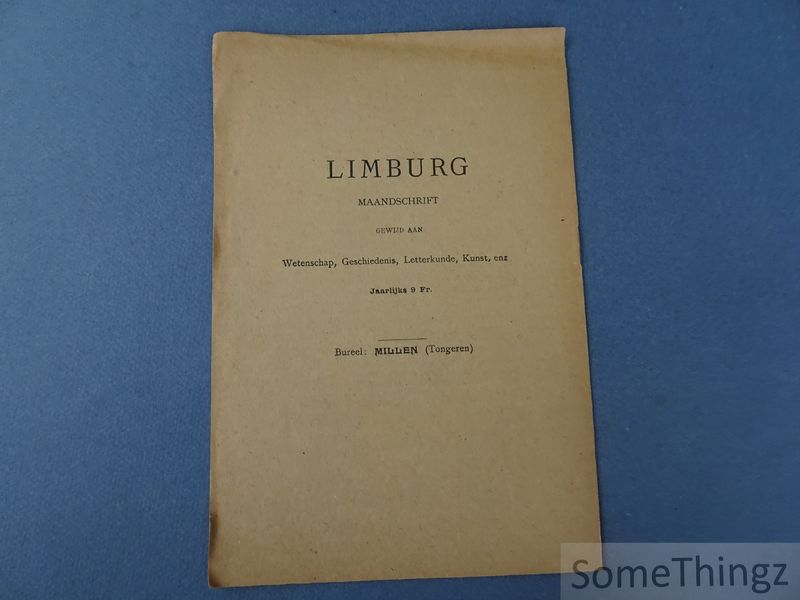 LIMBURG
MAANDSCHRIFT
GEWIJD AAN
Wetenschap, Geschiedenis, Letterkunde, Kunst, enz
Jaarlijks 9 Fr.
Bureel: MILLEN (Tongeren)
SomeThingz